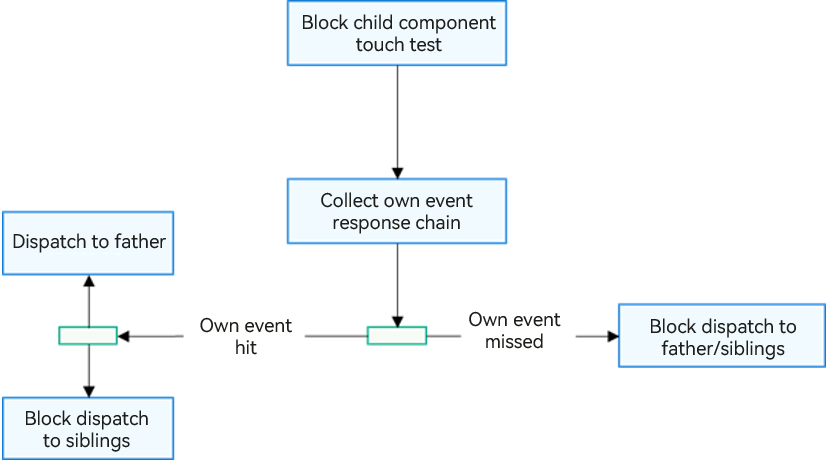 Block child component
touch test
Collect own event
response chain
Dispatch to father
Own event
hit
Own event
missed
Block dispatch to
father/siblings
Block dispatch
to siblings